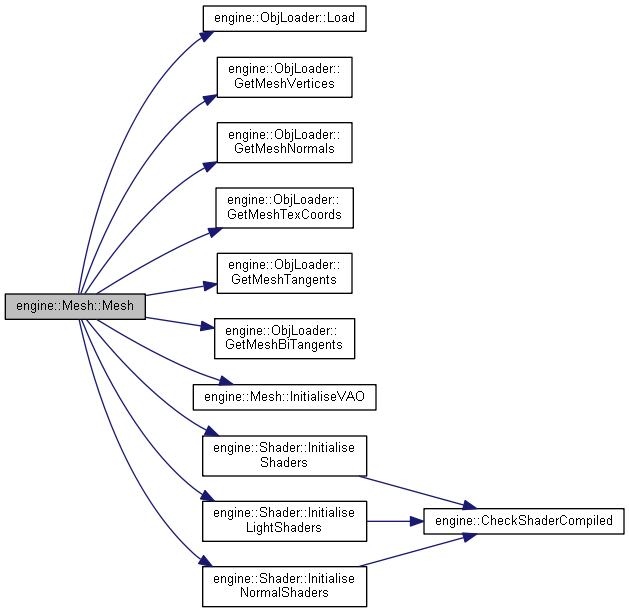 engine::ObjLoader::Load
engine::ObjLoader::
GetMeshVertices
engine::ObjLoader::
GetMeshNormals
engine::ObjLoader::
GetMeshTexCoords
engine::ObjLoader::
GetMeshTangents
engine::Mesh::Mesh
engine::ObjLoader::
GetMeshBiTangents
engine::Mesh::InitialiseVAO
engine::Shader::Initialise
Shaders
engine::Shader::Initialise
LightShaders
engine::CheckShaderCompiled
engine::Shader::Initialise
NormalShaders